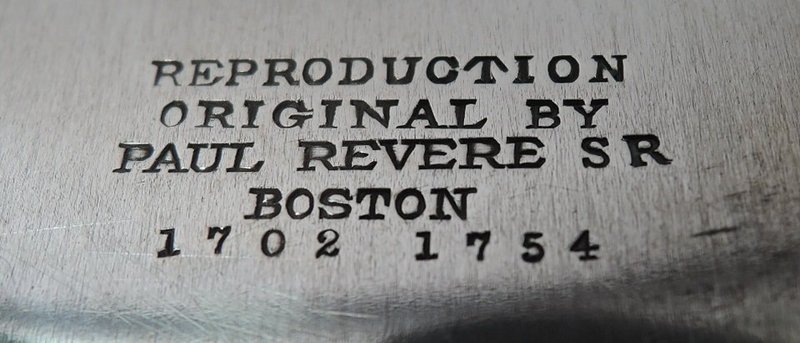 REPRODUCTION
ORIGINAL BY
PAUL REVERE SR
BOSTON
1702 1754